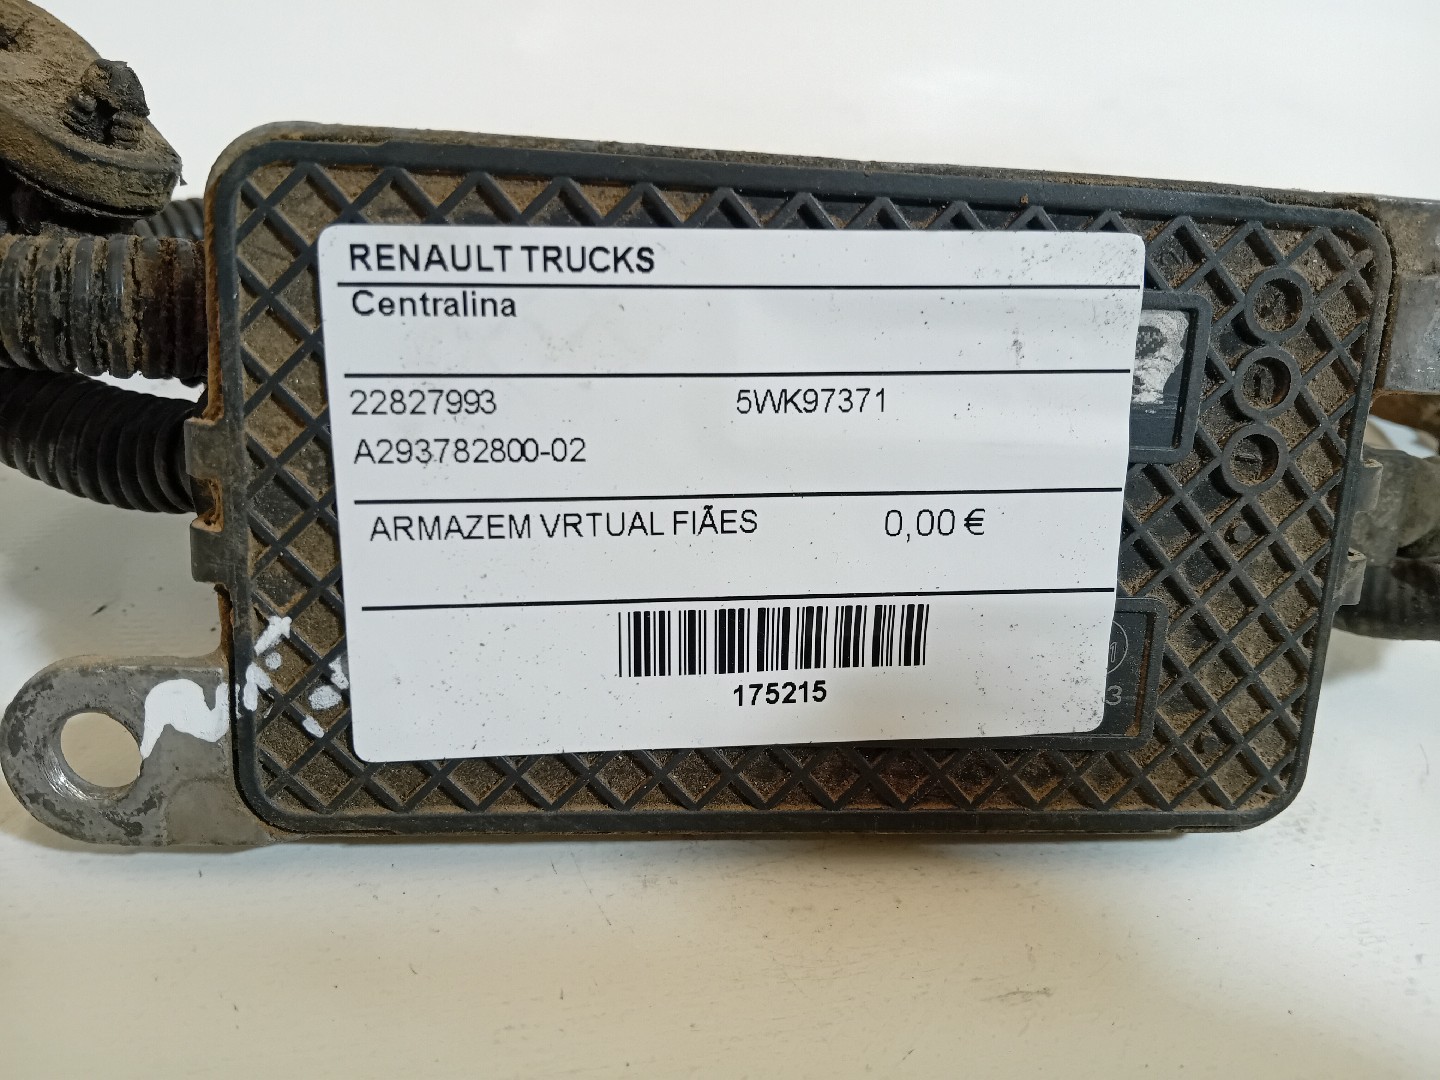 RENAULT TRUCKS
Centralina
22827993 5WK97371
A293782800-02
ARMAZEM VRTUAL FIÃES 0,00 €
175215